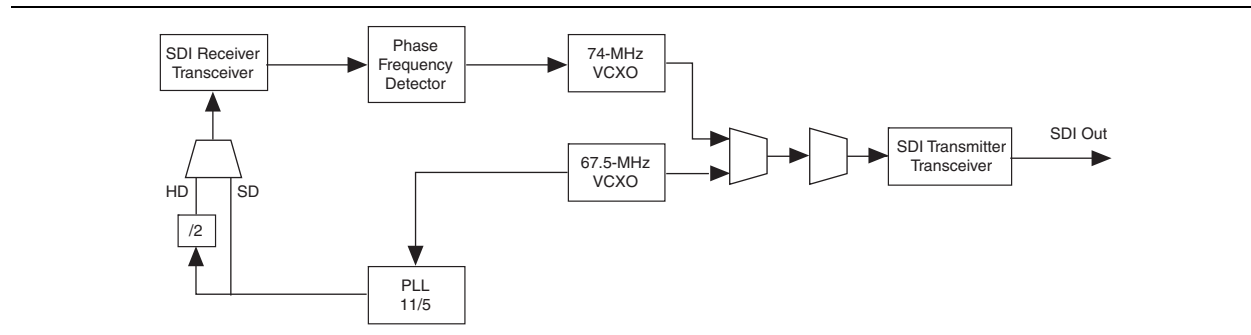 SDI Receiver
Transceiver
Phase
Frequency
Detector
74-MHz
VCXO
67.5-MHz
VCXO
SDI Transmitter
Transceiver
SDI Out
HD
SD
/2
PLL
11/5